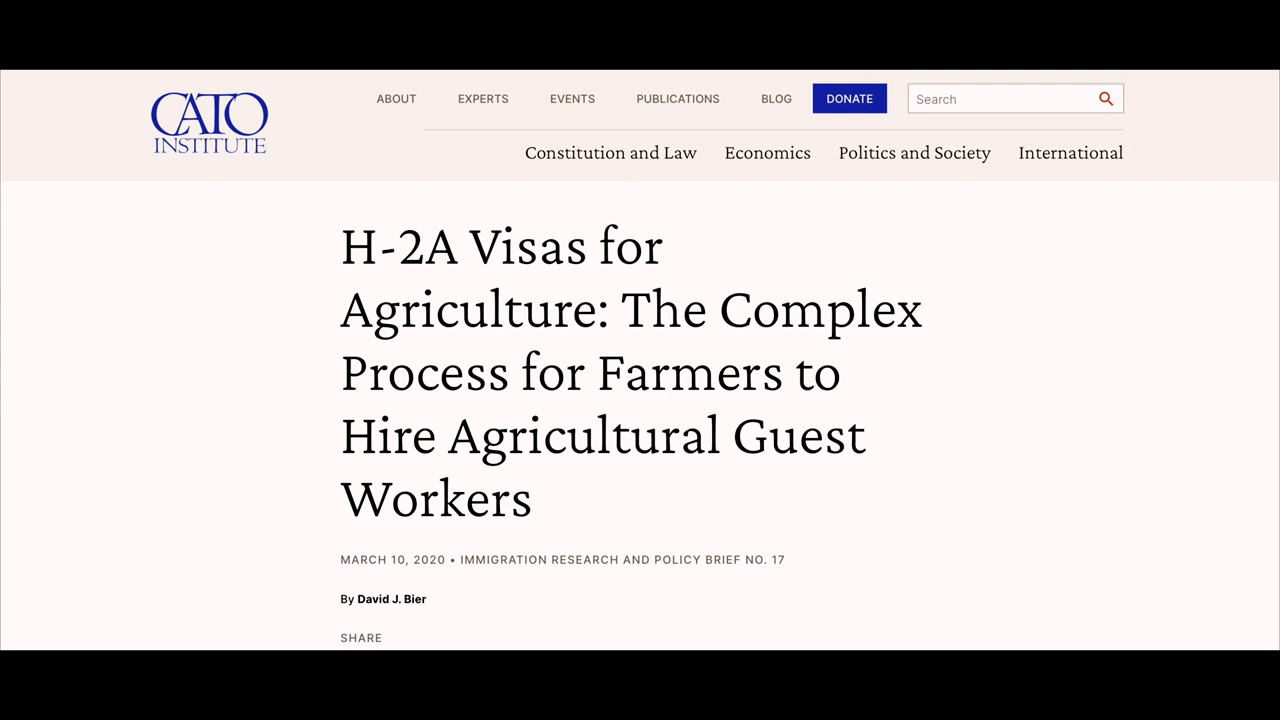 CATO
INSTITUTE
ABOUT EXPERTS EVENTS PUBLICATIONS BLOG DONATE Search
Constitution and Law Economics Politics and Society International
H-2A Visas for
Agriculture: The Complex
Process for Farmers to
Hire Agricultural Guest
Workers
MARCH 10, 2020 • IMMIGRATION RESEARCH AND POLICY BRIEF NO. 17
By David J. Bier
SHARE